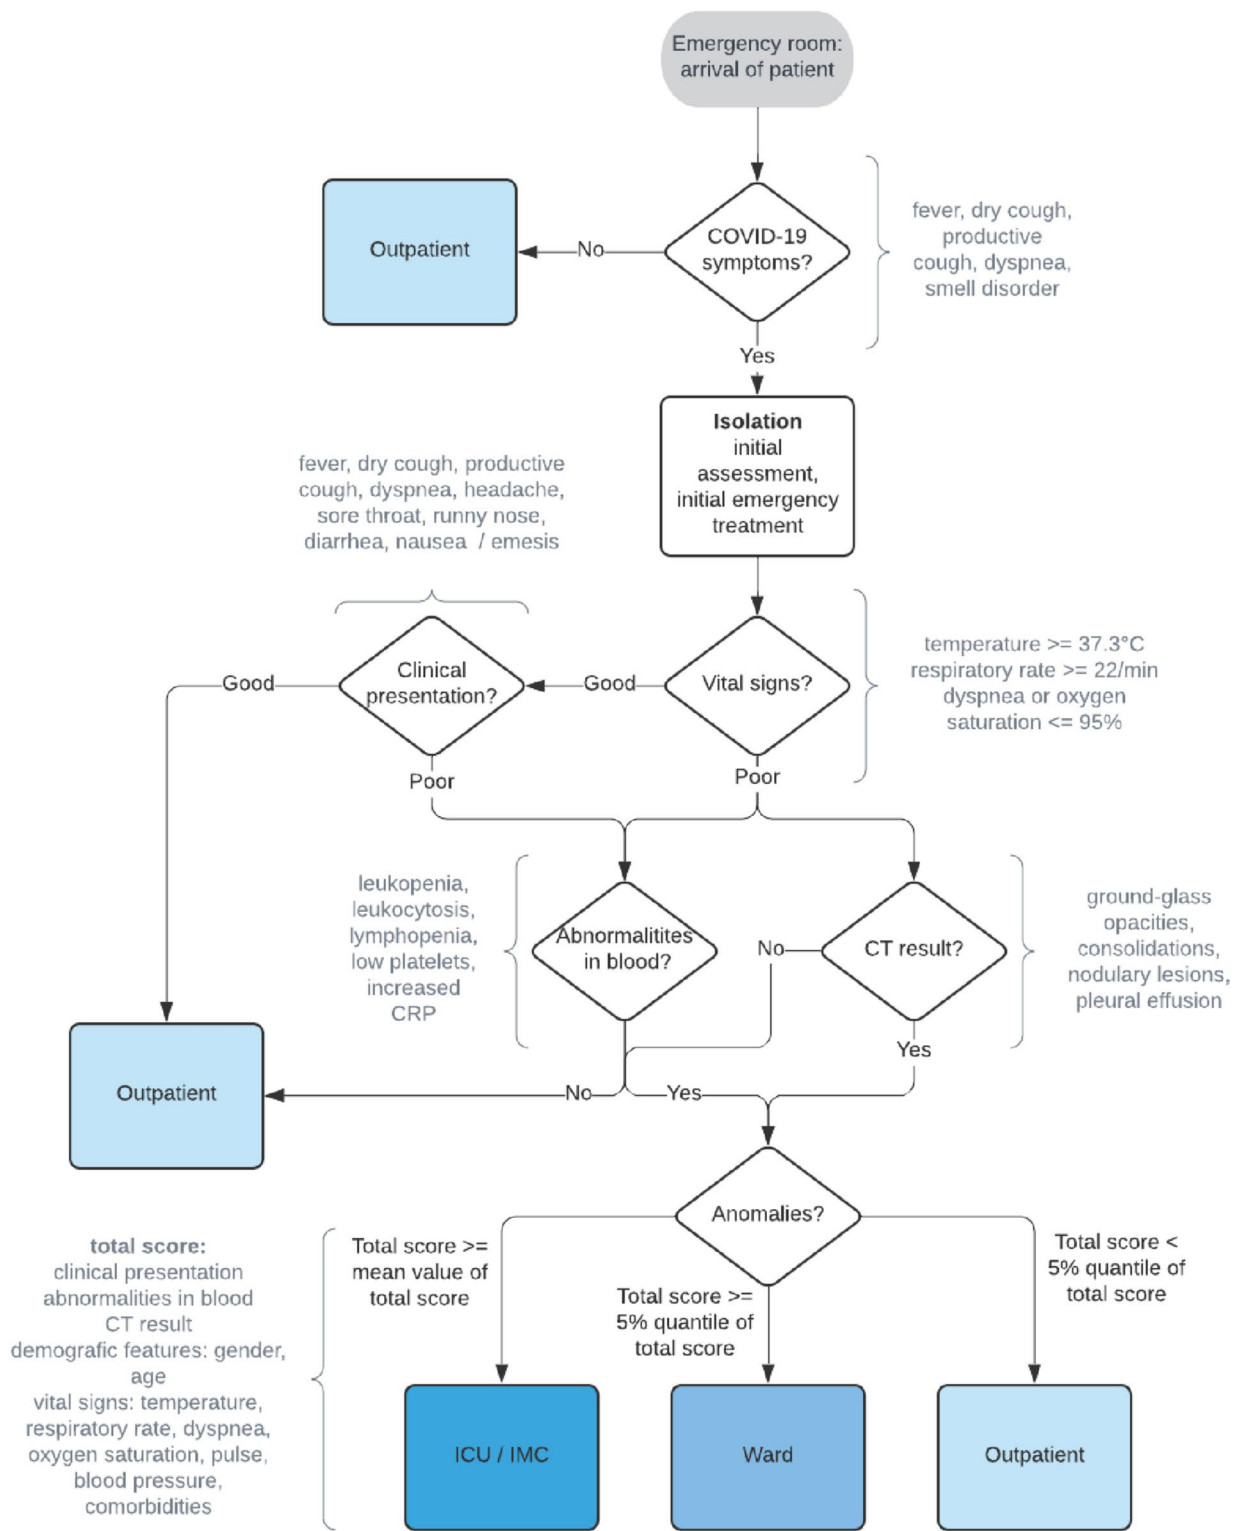 Emergency room:
arrival of patient
COVID-19
symptoms?
fever, dry cough,
productive
cough, dyspnea,
smell disorder
No
Outpatient
Yes
Isolation
initial
assessment,
initial emergency
treatment
fever, dry cough, productive
cough, dyspnea, headache,
sore throat, runny nose,
diarrhea, nausea / emesis
Vital signs?
temperature >= 37.3°C
respiratory rate >= 22/min
dyspnea or oxygen
saturation <= 95%
Good
Clinical
presentation?
Good
Poor
Poor
leukopenia,
leukocytosis,
lymphopenia,
low platelets,
increased
CRP
Abnormalitites
in blood?
No
CT result?
ground-glass
opacities,
consolidations,
nodulary lesions,
pleural effusion
Yes
Outpatient
No
Yes
Anomalies?
total score:
clinical presentation
abnormalities in blood
CT result
demografic features: gender,
age
vital signs: temperature,
respiratory rate, dyspnea,
oxygen saturation, pulse,
blood pressure,
comorbidities
Total score >=
mean value of
total score
Total score >=
5% quantile of
total score
Total score <
5% quantile of
total score
ICU / IMC
Ward
Outpatient